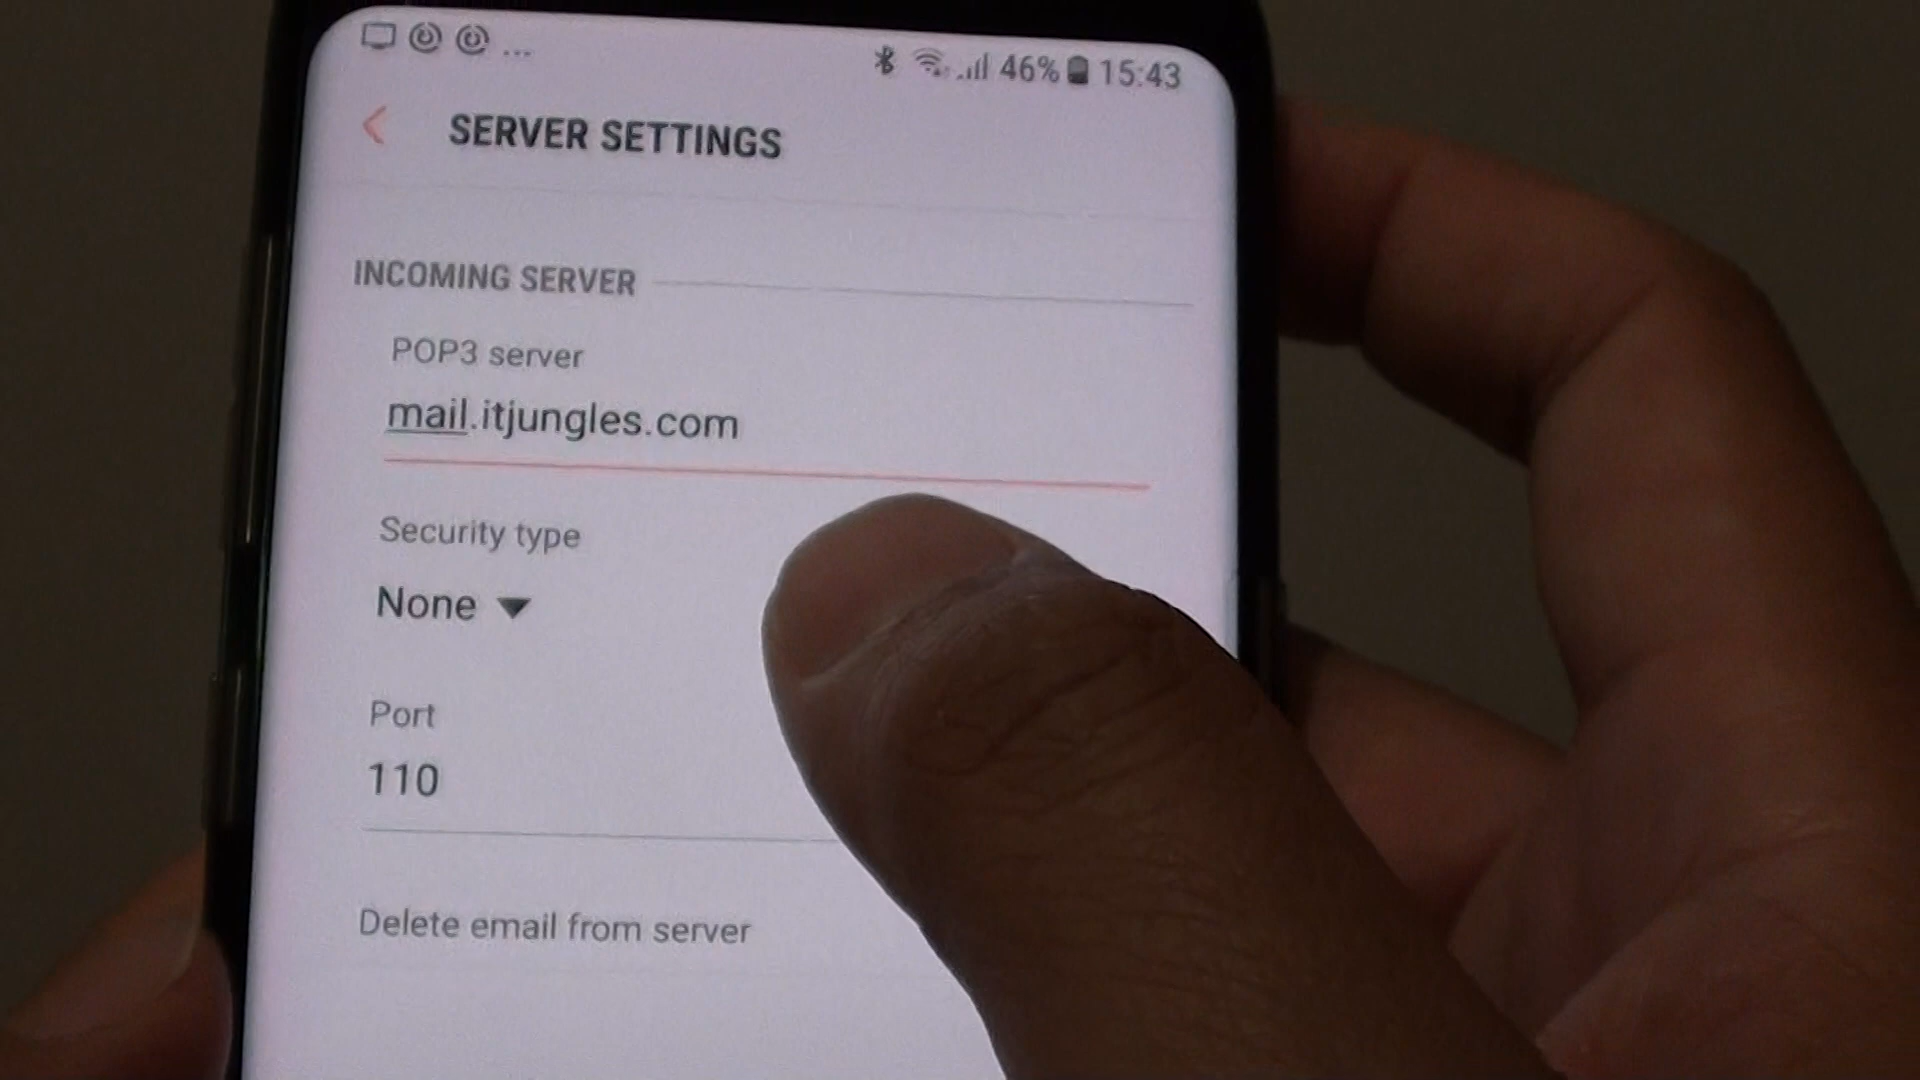 ... 46% 15:43
SERVER SETTINGS
INCOMING SERVER
POP3 server
mail.itjungles.com
Security type
None
Port
110
Delete email from server